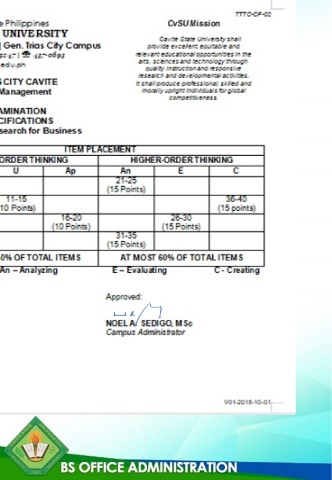 TTTC-OF-02
e Philippines
CvSU Mission
UNIVERSITY
Cavite State University shall
| Gen. Trias City Campus
provide excellent, equitable and
relevant educational opportunities in the
arts, sciences and technology through
edu.ph
quality instruction and responsive
research and developmental activities.
S CITY CAVITE
It shall produce professional, skilled and
Management
morally upright individuals for global
competitiveness.
AMINATION
CIFICATIONS
search for Business
ITEM PLACEMENT
ORDER THINKING HIGHER-ORDER THINKING
U Ap An E C
21-25
(15 Points)
11-15 36-40
10 Points) (15 points)
16-20 26-30
(10 Points) (15 Points)
31-35
(15 Points)
0% OF TOTAL ITEMS AT MOST 60% OF TOTAL ITEMS
An – Analyzing E – Evaluating C - Creating
Approved:
NOEL A. SEDIGO, MSc
Campus Administrator
V01-2018-10-01
BS OFFICE ADMINISTRATION